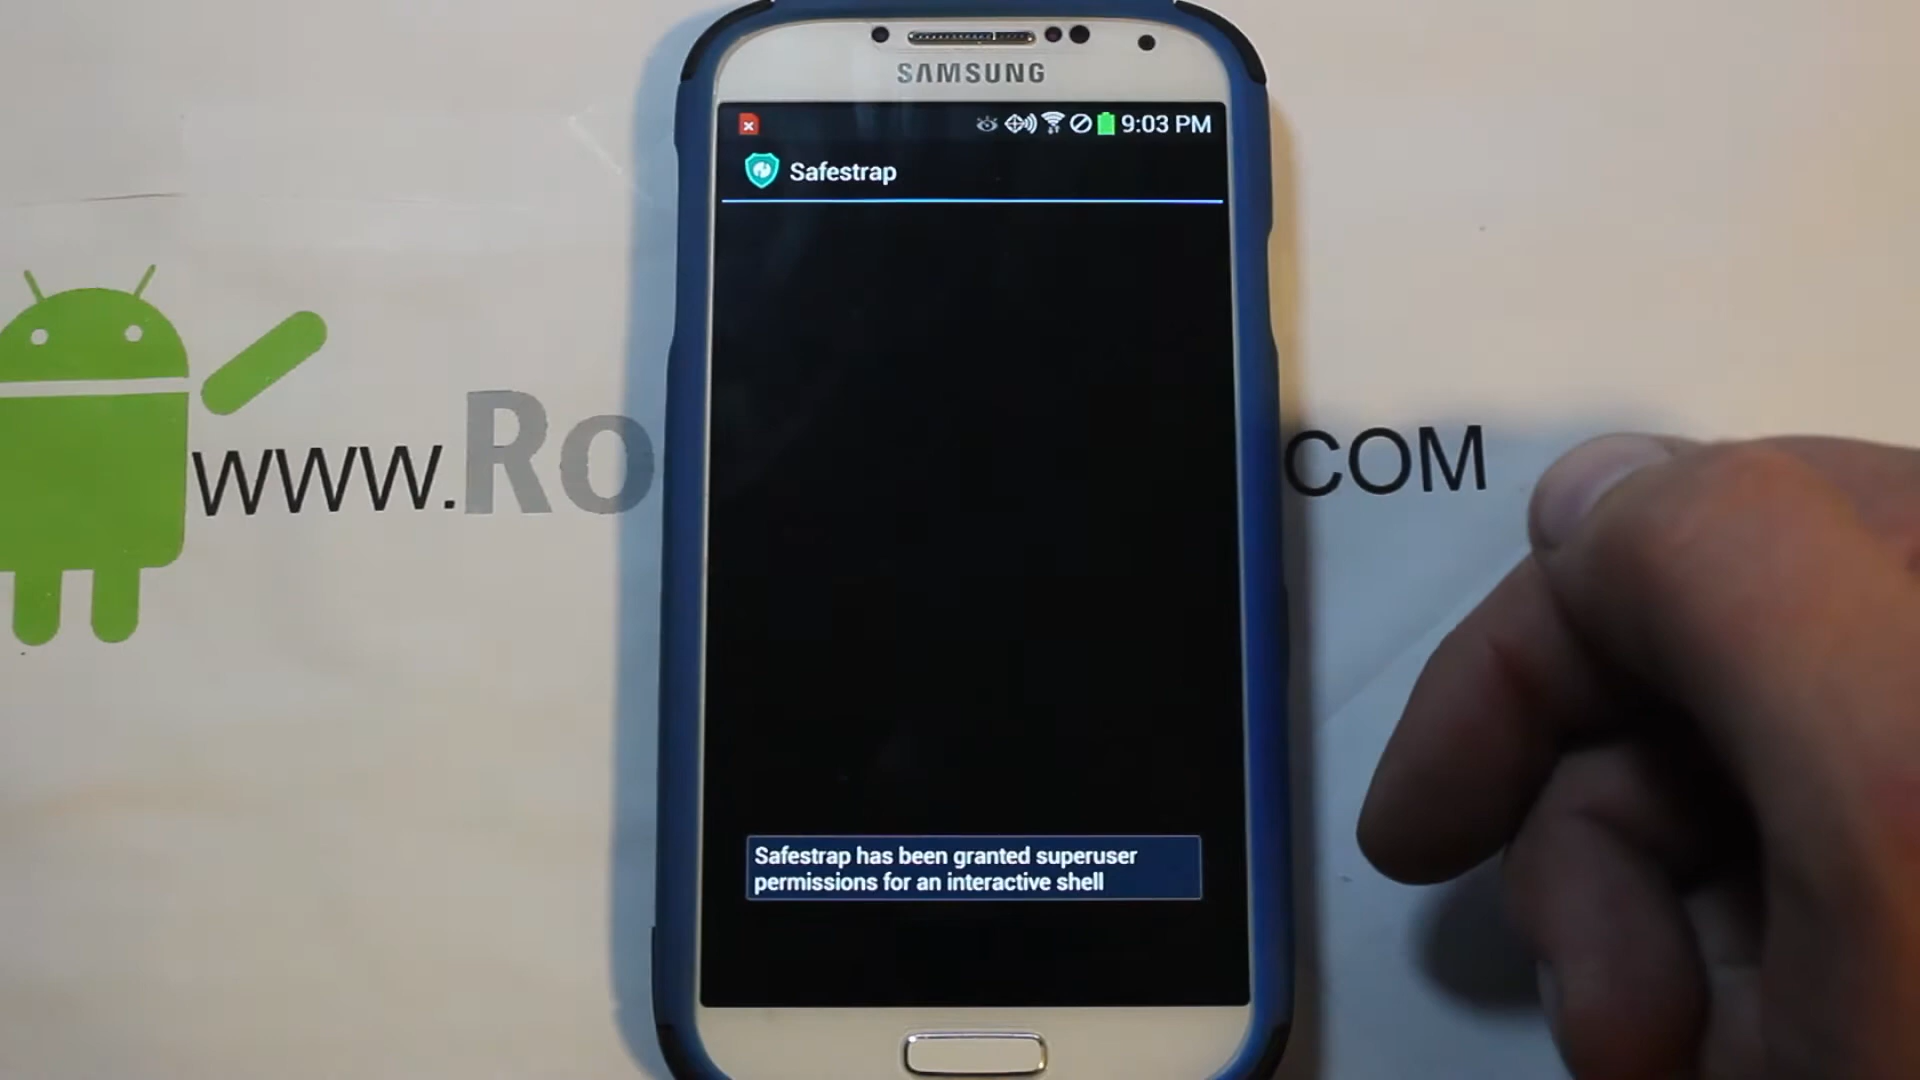 SAMSUNG
9:03 PM
Safestrap
www.Ro
COM
Safestrap has been granted superuser
permissions for an interactive shell